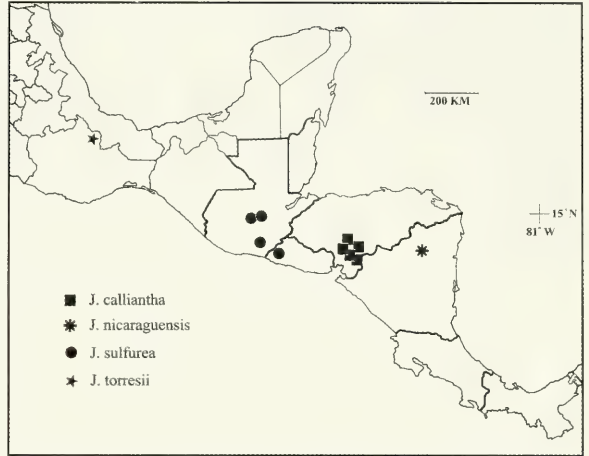 200 KM
15° N
81° W
J. calliantha
J. nicaraguensis
J. sulfurea
J. torresii